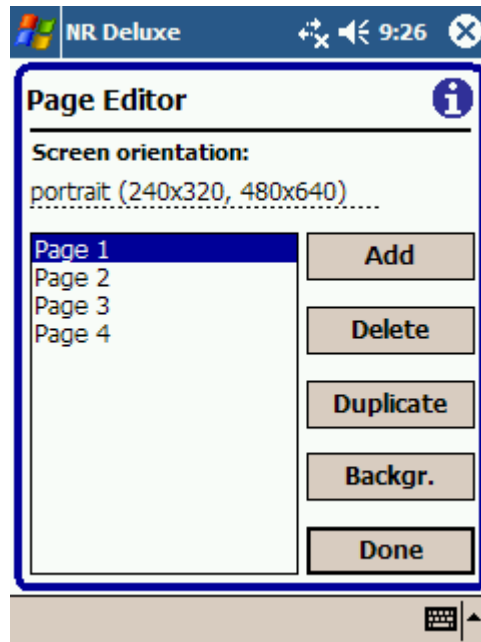 NR Deluxe 9:26
Page Editor
Screen orientation:
portrait (240x320, 480x640)
Page 1
Page 2
Page 3
Page 4
Add
Delete
Duplicate
Backgr.
Done